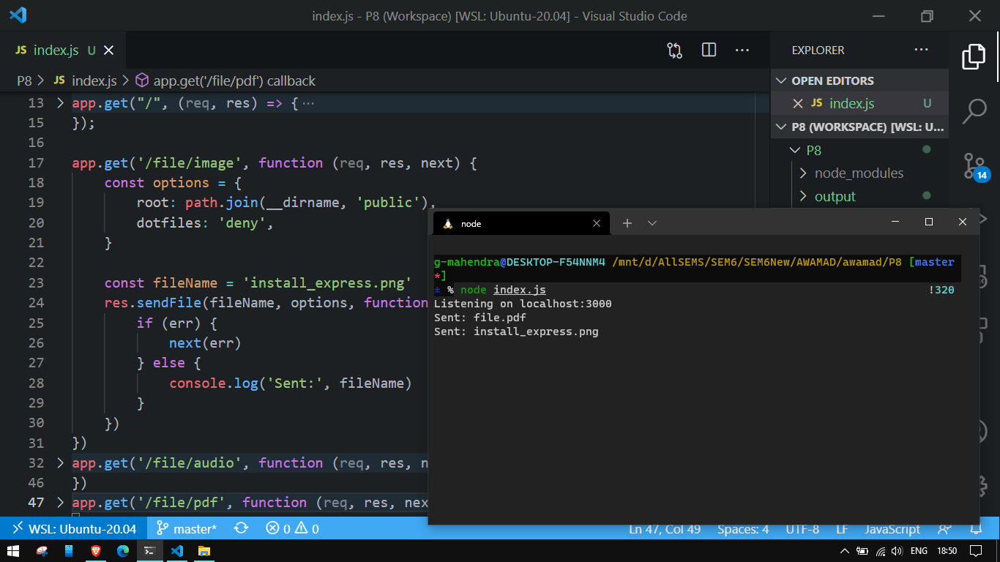 index.js - P8 (Workspace) [WSL: Ubuntu-20.04] - Visual Studio Code
JS index.js U
EXPLORER
P8 > JS index.js > app.get('/file/pdf') callback
OPEN EDITORS
JS index.js U
P8 (WORKSPACE) [WSL: U...
P8
node_modules
output
14
13 > app.get("/", (req, res) => {···
15 });
16
17 app.get('/file/image', function (req, res, next) {
18 const options = {
19 root: path.join(__dirname, 'public'),
20 dotfiles: 'deny',
21 }
22
23 const fileName = 'install_express.png'
24 res.sendFile(fileName, options, function
25 if (err) {
26 next(err)
27 } else {
28 console.log('Sent:', fileName)
29 }
30 })
31 })
32 > app.get('/file/audio', function (req, res, n
46 })
47 > app.get('/file/pdf', function (req, res, nex
node
g-mahendra@DESKTOP-F54NNM4 /mnt/d/AllSEMS/SEM6/SEM6New/AWAMAD/awamad/P8 [master
*]
± % node index.js !320
Listening on localhost:3000
Sent: file.pdf
Sent: install_express.png
WSL: Ubuntu-20.04 master* 0 0 Ln 47, Col 49 Spaces: 4 UTF-8 LF JavaScript
ENG 18:50